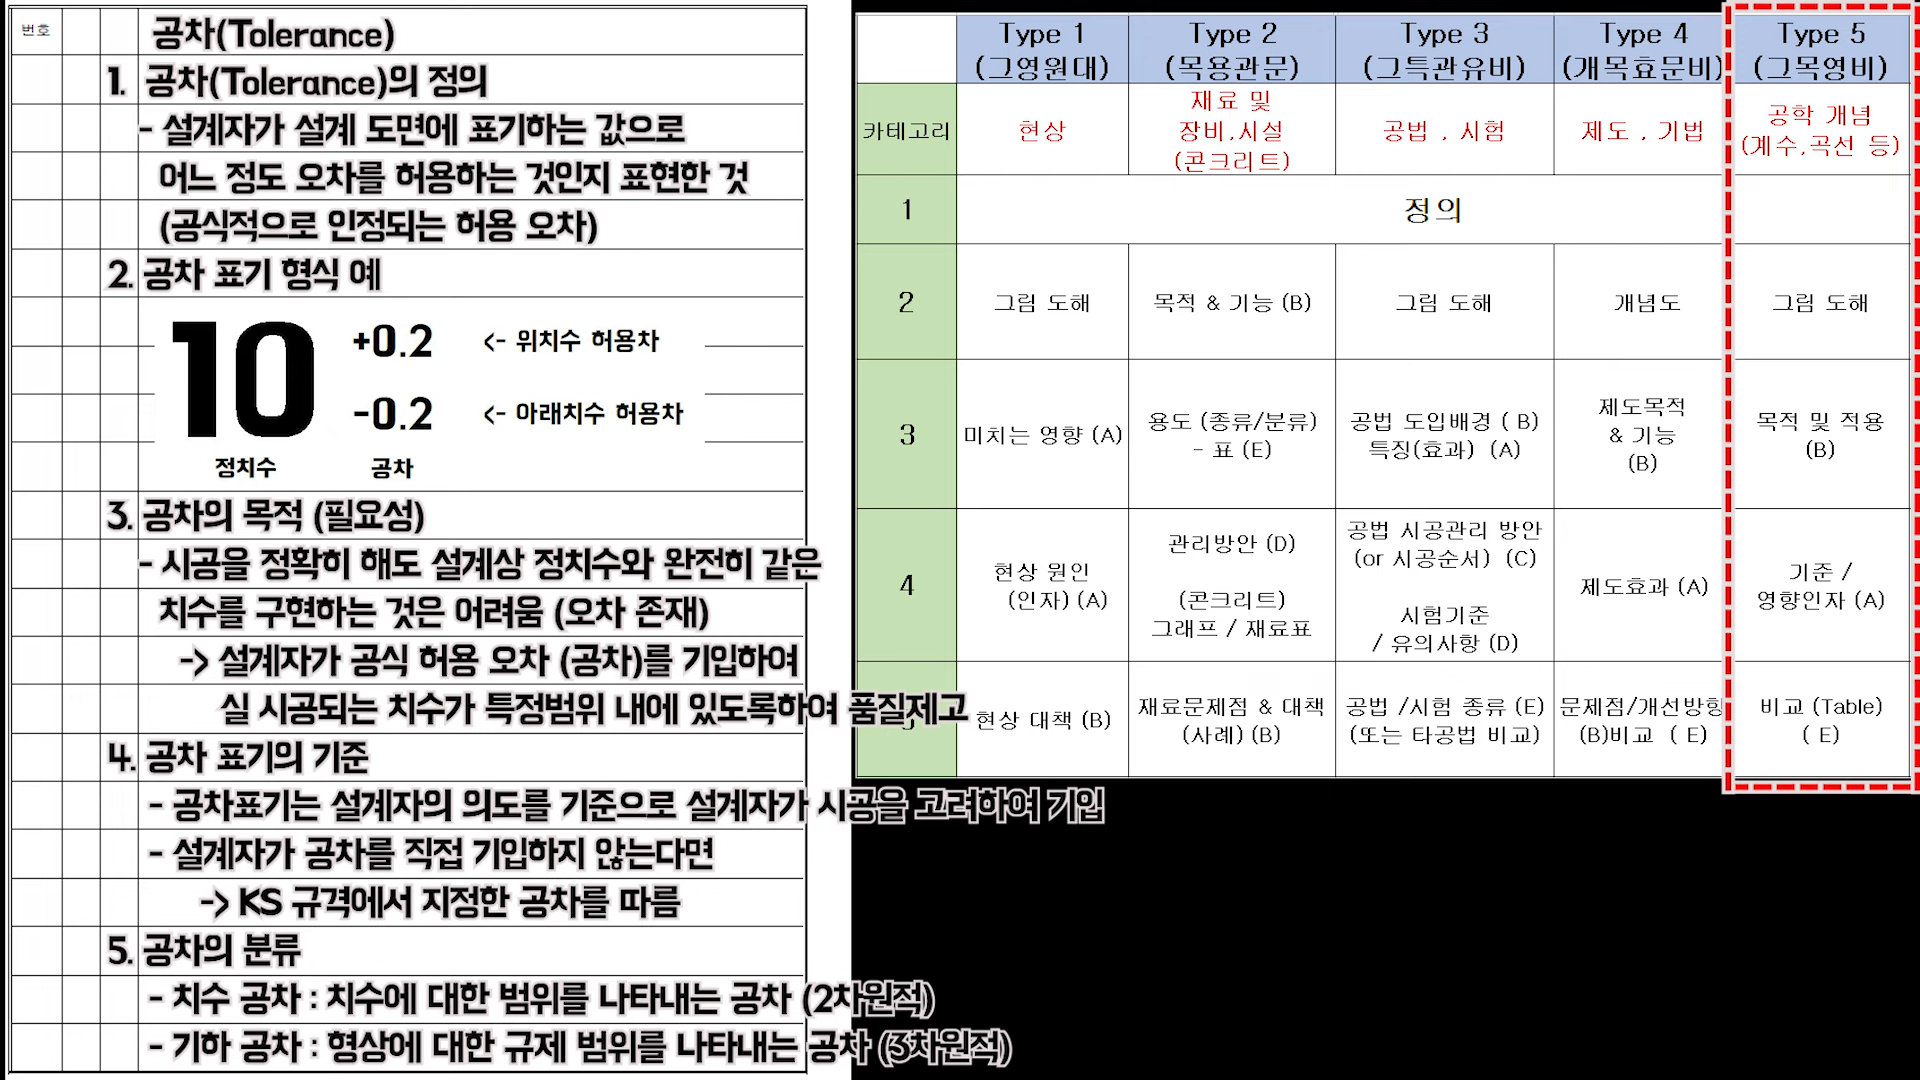 번호
공차(Tolerance)
1. 공차(Tolerance)의 정의
- 설계자가 설계 도면에 표기하는 값으로
어느 정도 오차를 허용하는 것인지 표현한 것
(공식적으로 인정되는 허용 오차)
2. 공차 표기 형식 예
10
+0.2 <- 위치수 허용차
-0.2 <- 아래치수 허용차
정치수 공차
3. 공차의 목적 (필요성)
- 시공을 정확히 해도 설계상 정치수와 완전히 같은
치수를 구현하는 것은 어려움 (오차 존재)
-> 설계자가 공식 허용 오차 (공차)를 기입하여
실 시공되는 치수가 특정범위 내에 있도록하여 품질제고
4. 공차 표기의 기준
- 공차표기는 설계자의 의도를 기준으로 설계자가 시공을 고려하여 기입
- 설계자가 공차를 직접 기입하지 않는다면
-> KS 규격에서 지정한 공차를 따름
5. 공차의 분류
- 치수 공차 : 치수에 대한 범위를 나타내는 공차 (2차원적)
- 기하 공차 : 형상에 대한 규제 범위를 나타내는 공차 (3차원적)
Type 1 Type 2 Type 3 Type 4 Type 5
(그영원대) (목용관문) (그특관유비) (개목효문비) (그목영비)
카테고리
현상
재료 및
장비,시설
(콘크리트)
공법 , 시험
제도 , 기법
공학 개념
(계수,곡선 등)
1
정의
2
그림 도해
목적 & 기능 (B)
그림 도해
개념도
그림 도해
3
미치는 영향 (A)
용도 (종류/분류)
- 표 (E)
공법 도입배경 ( B)
특징(효과) (A)
제도목적
& 기능
(B)
목적 및 적용
(B)
4
현상 원인
(인자) (A)
관리방안 (D)
(콘크리트)
그래프 / 재료표
공법 시공관리 방안
(or 시공순서) (C)
시험기준
/ 유의사항 (D)
제도효과 (A)
기준 /
영향인자 (A)
현상 대책 (B)
재료문제점 & 대책
(사례) (B)
공법 /시험 종류 (E)
(또는 타공법 비교)
문제점/개선방향
(B)비교 ( E)
비교 (Table)
( E)